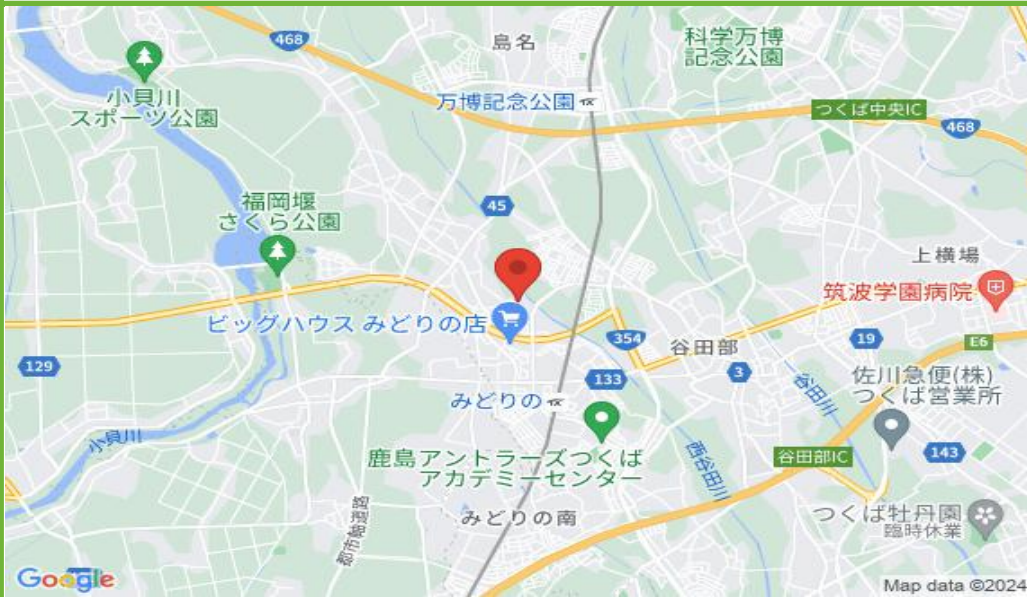 468
島名
科学万博
記念公園
小貝川
スポーツ公園
万博記念公園
つくば中央IC
468
45
福岡堰
さくら公園
上横場
筑波学園病院
ビッグハウス みどりの店
354
谷田部
19
E6
129
133
3
佐川急便(株)
つくば営業所
谷田川
みどりの
小貝川
鹿島アントラーズつくば
アカデミーセンター
西谷田川
谷田部IC
143
みどりの南
つくば牡丹園
臨時休業
都市軸道路
Google
Map data ©2024